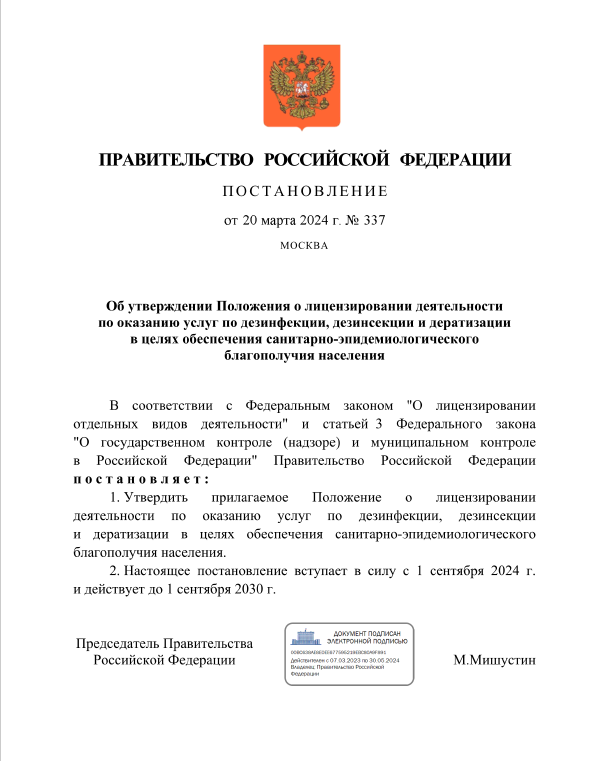 ПРАВИТЕЛЬСТВО РОССИЙСКОЙ ФЕДЕРАЦИИ
ПОСТАНОВЛЕНИЕ
от 20 марта 2024 г. № 337
МОСКВА
Об утверждении Положения о лицензировании деятельности
по оказанию услуг по дезинфекции, дезинсекции и дератизации
в целях обеспечения санитарно-эпидемиологического
благополучия населения
В соответствии с Федеральным законом "О лицензировании
отдельных видов деятельности" и статьей 3 Федерального закона
"О государственном контроле (надзоре) и муниципальном контроле
в Российской Федерации" Правительство Российской Федерации
постановляет:
1. Утвердить прилагаемое Положение о лицензировании
деятельности по оказанию услуг по дезинфекции, дезинсекции
и дератизации в целях обеспечения санитарно-эпидемиологического
благополучия населения.
2. Настоящее постановление вступает в силу с 1 сентября 2024 г.
и действует до 1 сентября 2030 г.
Председатель Правительства
Российской Федерации
ДОКУМЕНТ ПОДПИСАН
ЭЛЕКТРОННОЙ ПОДПИСЬЮ
Действителен с 07.03.2023 по 30.05.2024
Владелец: Правительство Российской
Федерации
М.Мишустин